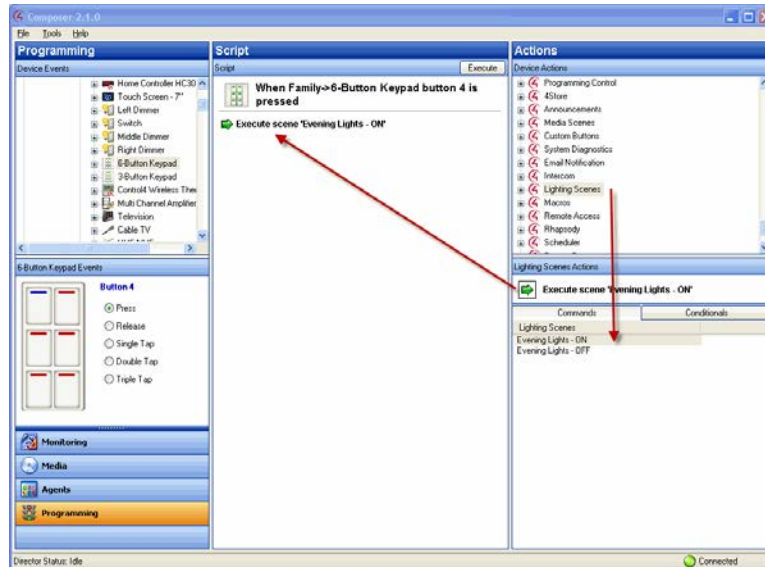 Composer 2.1.0
File Tools Help
Programming
Device Events
Home Controller HC30
Touch Screen - 7"
Left Dimmer
Switch
Middle Dimmer
Right Dimmer
6-Button Keypad
3-Button Keypad
Control4 Wireless Ther
Multi Channel Amplifier
Television
Cable TV
6-Button Keypad Events
Button 4
Press
Release
Single Tap
Double Tap
Triple Tap
Monitoring
Media
Agents
Programming
Script
Script Execute
When Family->6-Button Keypad button 4 is
pressed
Execute scene 'Evening Lights - ON'
Actions
Device Actions
Programming Control
4Store
Announcements
Media Scenes
Custom Buttons
System Diagnostics
Email Notification
Intercom
Lighting Scenes
Macros
Remote Access
Rhapsody
Scheduler
Lighting Scenes Actions
Execute scene 'Evening Lights - ON'
Commands Conditionals
Lighting Scenes
Evening Lights - ON
Evening Lights - OFF
Director Status: Idle Connected